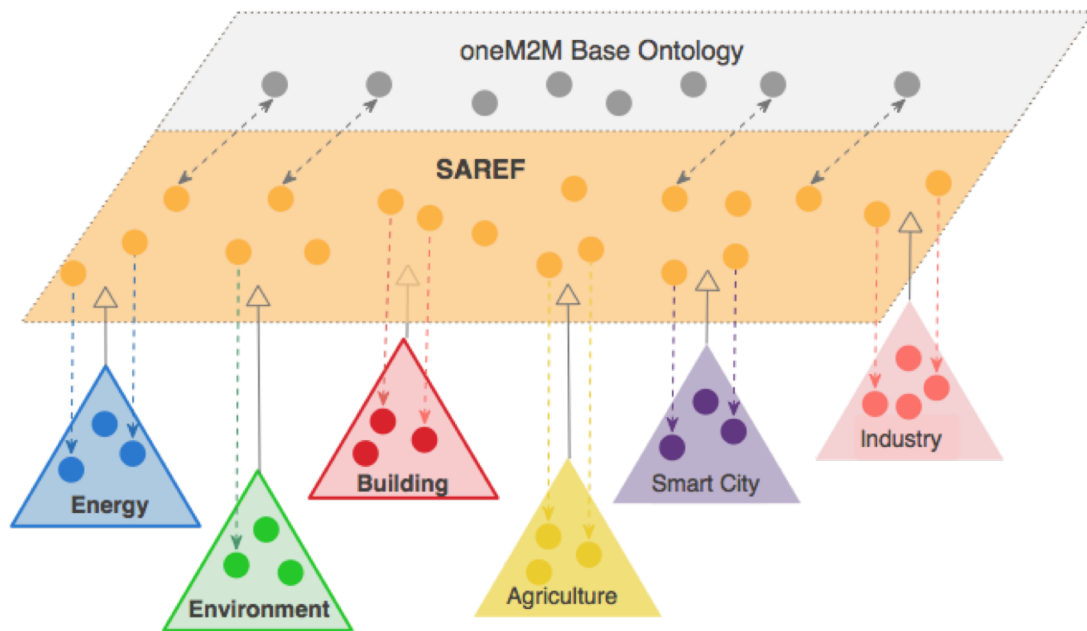 oneM2M Base Ontology
SAREF
Industry
Building
Smart City
Energy
Agriculture
Environment